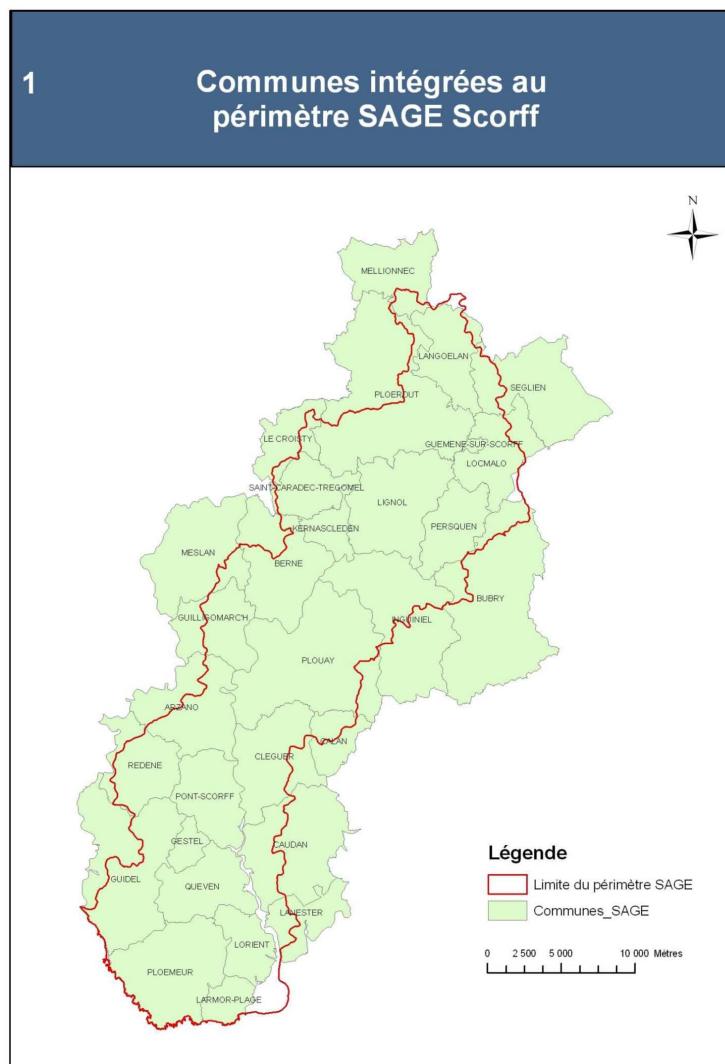 1
Communes intégrées au
périmètre SAGE Scorff
N
MELLIONNEC
LANGOELAN
SEGLIEN
PLOERDUT
LE CROISTY
GUEMENE-SUR-SCORFF
LOCMALO
SAINT-CARADEC-TREGOMEL
LIGNOL
KERNASCLEDEN
PERSQUEN
MESLAN
BERNE
BUBRY
GUILLIGOMARC'H
INGUINIEL
PLOUAY
ARZANO
CALAN
CLEGUER
REDENE
PONT-SCORFF
GESTEL
CAUDAN
GUIDEL
QUEVEN
LANESTER
LORIENT
PLOEMEUR
LARMOR-PLAGE
Légende
Limite du périmètre SAGE
Communes_SAGE
0 2 500 5 000 10 000 Mètres